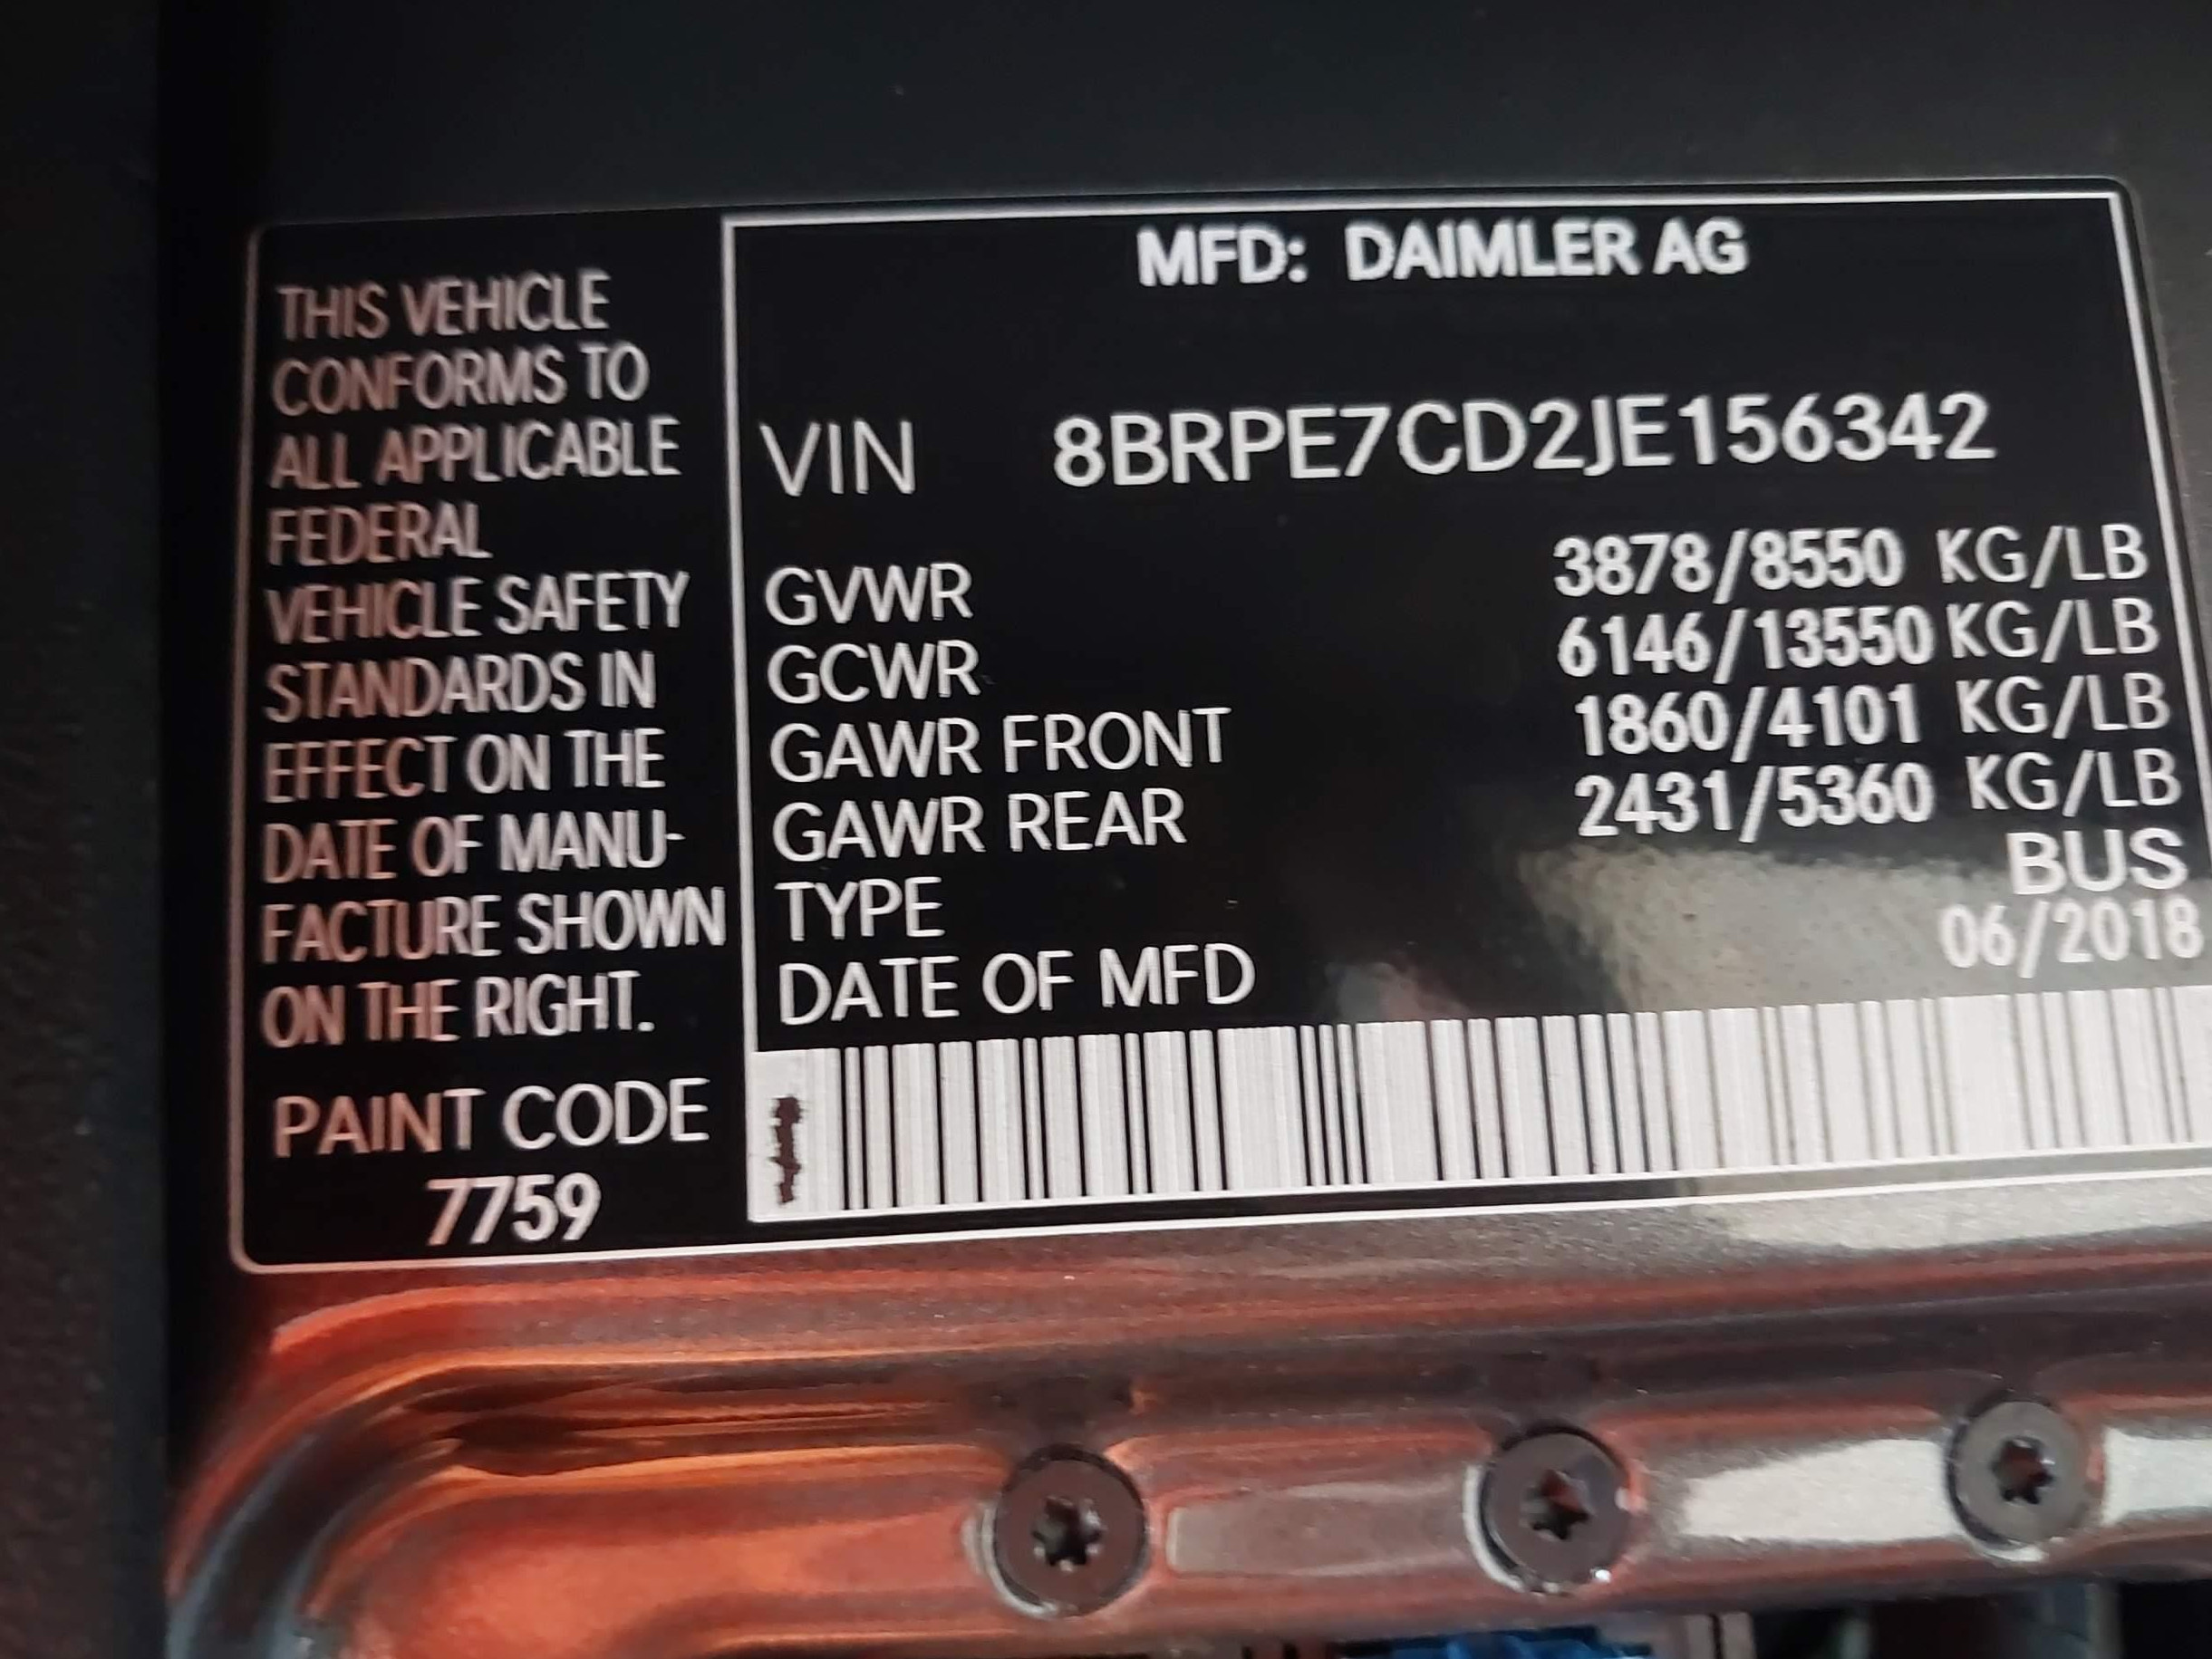 THIS VEHICLE
CONFORMS TO
ALL APPLICABLE
FEDERAL
VEHICLE SAFETY
STANDARDS IN
EFFECT ON THE
DATE OF MANU-
FACTURE SHOWN
ON THE RIGHT.
PAINT CODE
7759
MFD: DAIMLER AG
VIN 8BRPE7CD2JE156342
GVWR 3878/8550 KG/LB
GCWR 6146/13550 KG/LB
GAWR FRONT 1860/4101 KG/LB
GAWR REAR 2431/5360 KG/LB
TYPE BUS
DATE OF MFD 06/2018